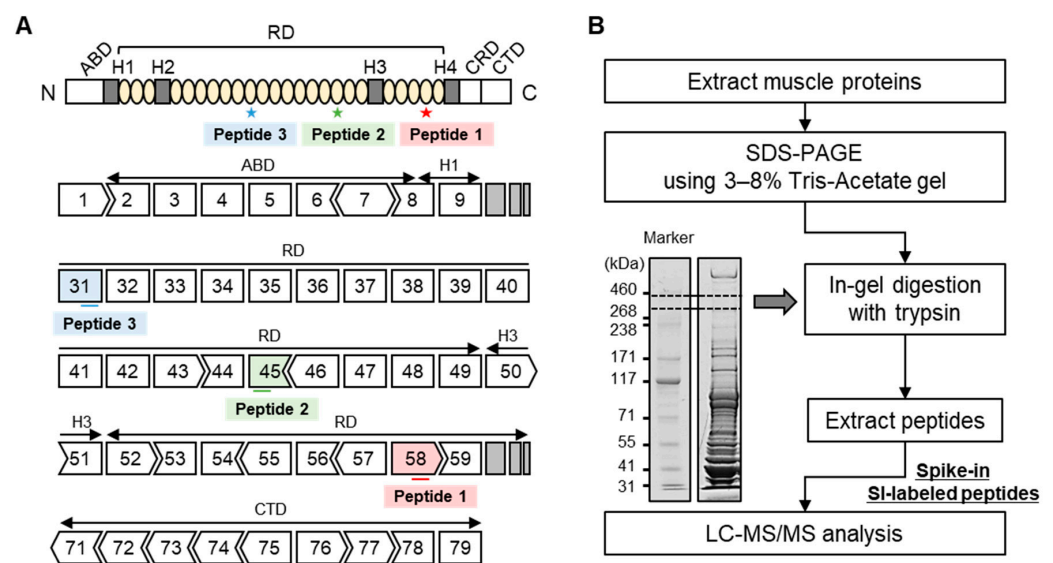 A
RD
ABD
H1
H2
H3
H4
CRD
CTD
N
C
Peptide 3
Peptide 2
Peptide 1
ABD
H1
1 2 3 4 5 6 7 8 9
RD
31 32 33 34 35 36 37 38 39 40
Peptide 3
RD
H3
41 42 43 44 45 46 47 48 49 50
Peptide 2
H3
RD
51 52 53 54 55 56 57 58 59
Peptide 1
CTD
71 72 73 74 75 76 77 78 79
B
Extract muscle proteins
SDS-PAGE
using 3–8% Tris-Acetate gel
Marker
(kDa)
460
268
238
171
117
71
55
41
31
In-gel digestion
with trypsin
Extract peptides
Spike-in
SI-labeled peptides
LC-MS/MS analysis